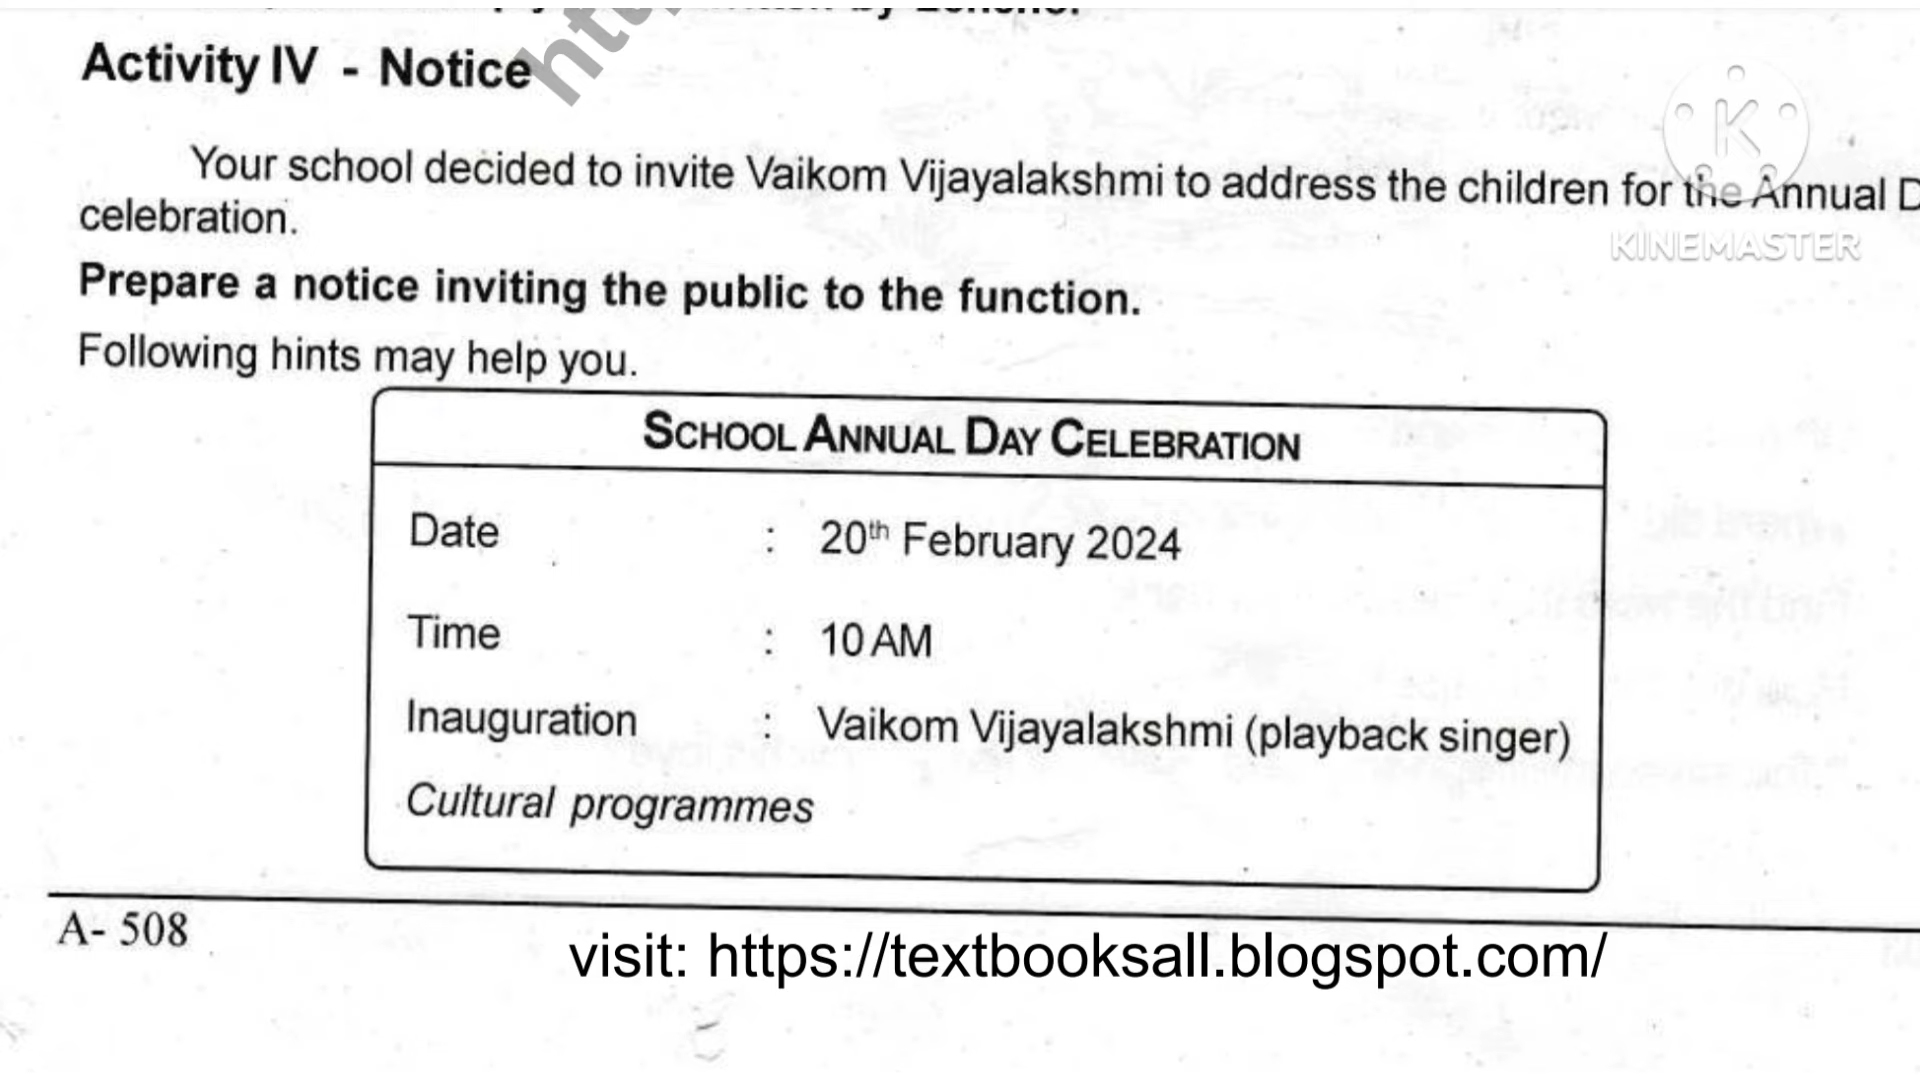 Activity IV - Notice
Your school decided to invite Vaikom Vijayalakshmi to address the children for the Annual D
celebration.
Prepare a notice inviting the public to the function.
Following hints may help you.
SCHOOL ANNUAL DAY CELEBRATION
Date : 20th February 2024
Time : 10 AM
Inauguration : Vaikom Vijayalakshmi (playback singer)
Cultural programmes
A- 508
visit: https://textbooksall.blogspot.com/
K
KINEMASTER